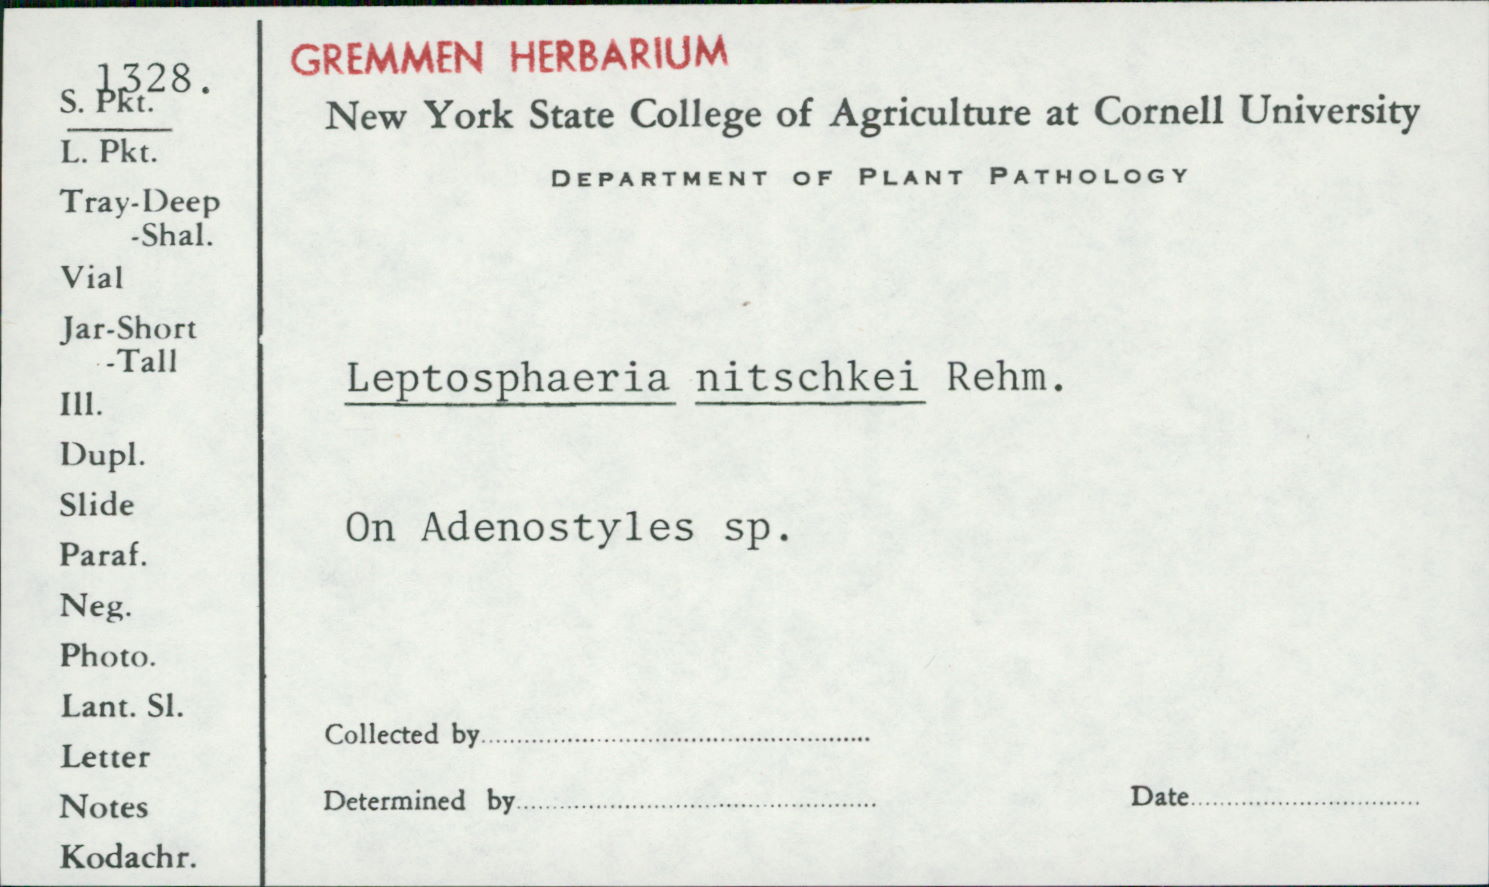 1328.
S. Pkt.
L. Pkt.
Tray-Deep
-Shal.
Vial
Jar-Short
-Tall
Ill.
Dupl.
Slide
Paraf.
Neg.
Photo.
Lant. Sl.
Letter
Notes
Kodachr.
GREMMEN HERBARIUM
New York State College of Agriculture at Cornell University
DEPARTMENT OF PLANT PATHOLOGY
Leptosphaeria nitschkei Rehm.
On Adenostyles sp.
Collected by
Determined by
Date